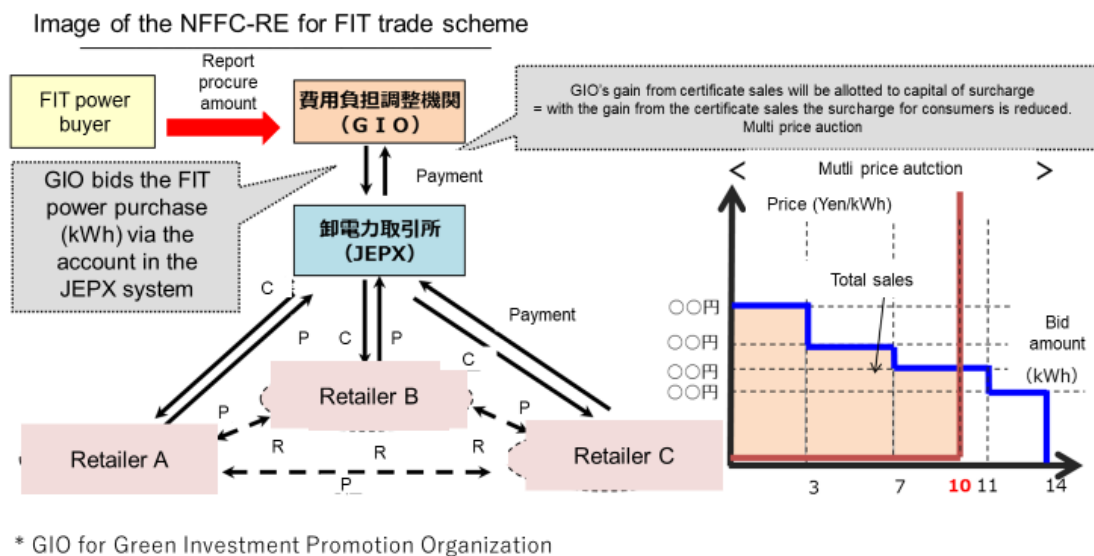 Image of the NFFC-RE for FIT trade scheme
FIT power
buyer
Report
procure
amount
費用負担調整機関
(GIO)
GIO's gain from certificate sales will be allotted to capital of surcharge
= with the gain from the certificate sales the surcharge for consumers is reduced.
Multi price auction
GIO bids the FIT
power purchase
(kWh) via the
account in the
JEPX system
Payment
卸電力取引所
(JEPX)
C
P
C
P
C
Payment
Retailer A
Retailer B
Retailer C
P
R
R
P
R
P
< Mutli price autction >
Price (Yen/kWh)
Total sales
○○円
○○円
○○円
○○円
Bid
amount
(kWh)
3
7
10
11
14
* GIO for Green Investment Promotion Organization